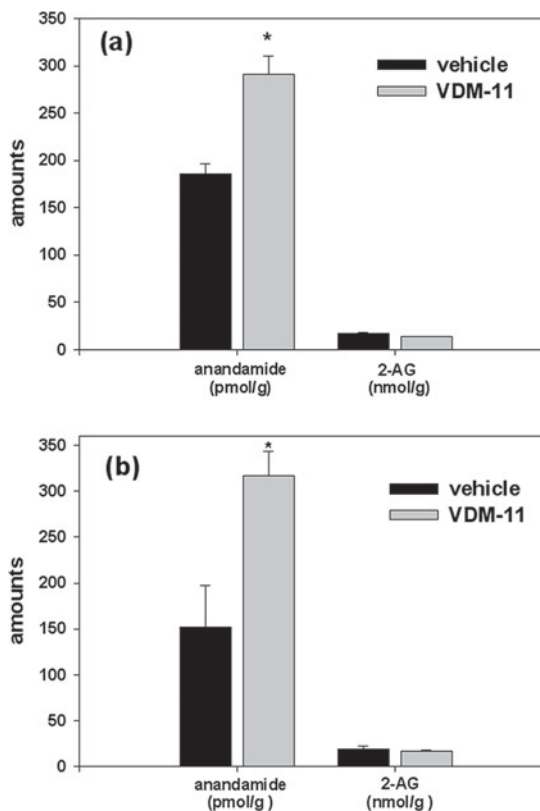 (a)
*
vehicle
VDM-11
amounts
350
300
250
200
150
100
50
0
anandamide 2-AG
(pmol/g) (nmol/g)
(b)
*
vehicle
VDM-11
amounts
350
300
250
200
150
100
50
0
anandamide 2-AG
(pmol/g ) (nmol/g )